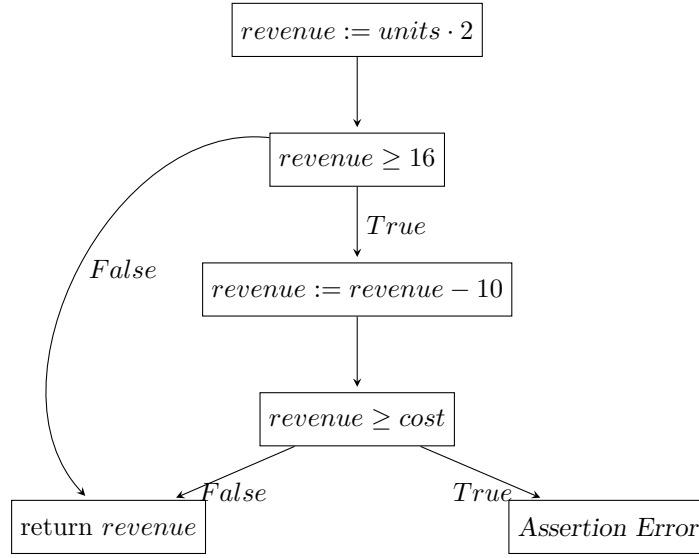 revenue := units · 2
revenue ≥ 16
True
False
revenue := revenue − 10
revenue ≥ cost
False
True
return revenue
Assertion Error